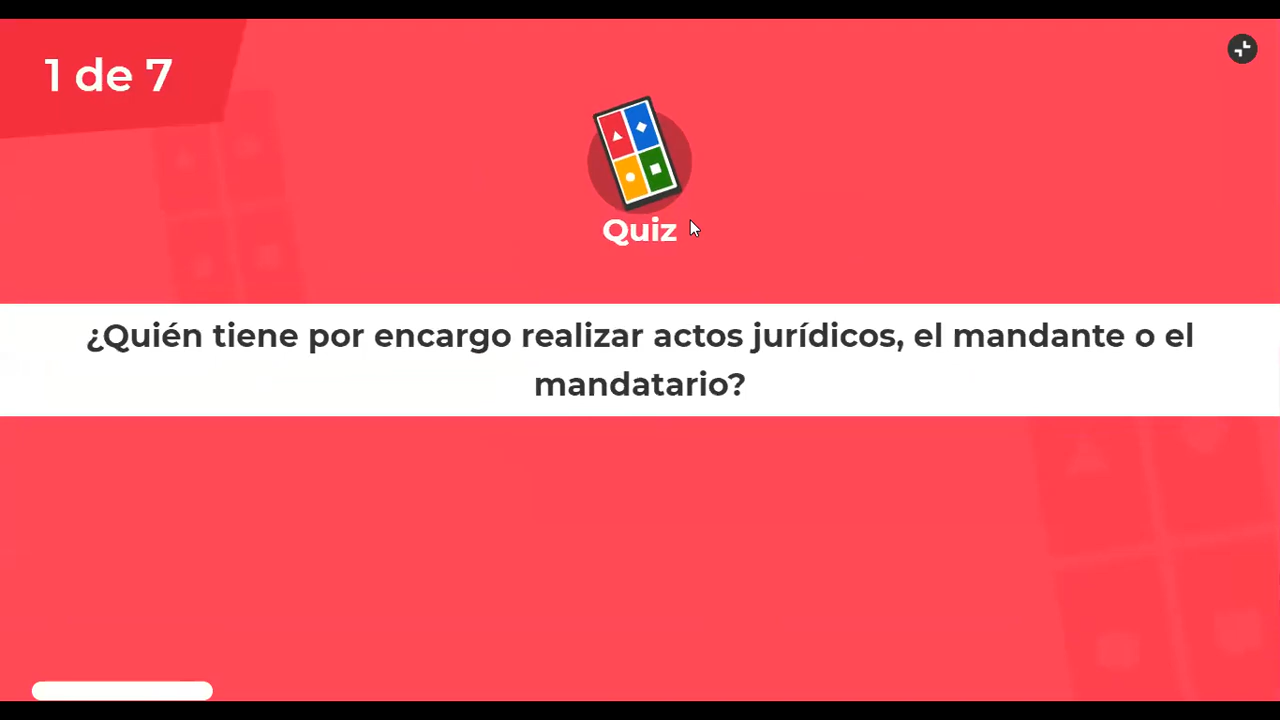 1 de 7
Quiz
¿Quién tiene por encargo realizar actos jurídicos, el mandante o el
mandatario?